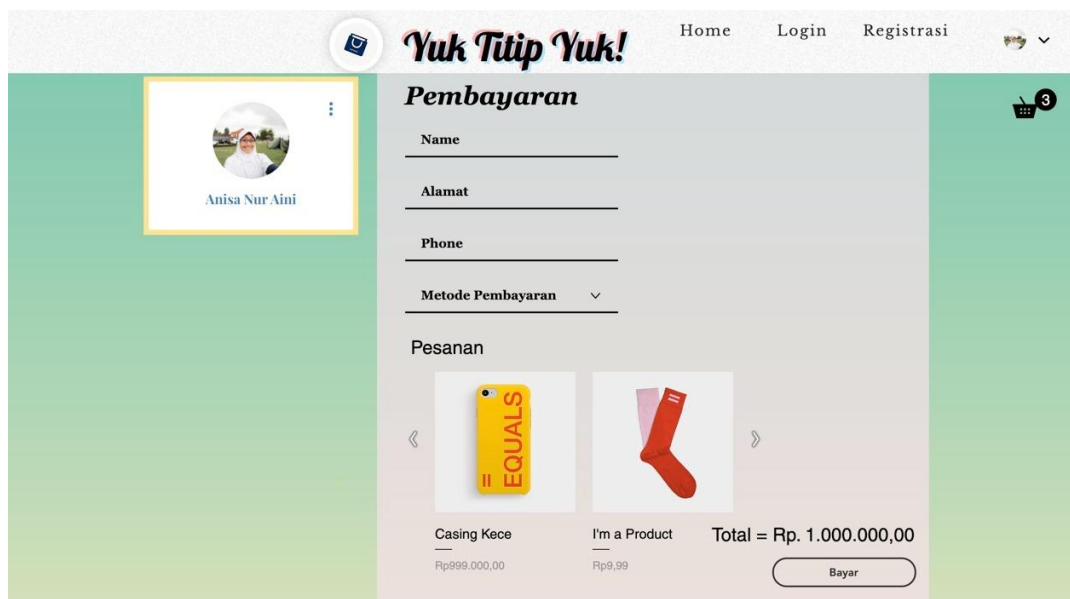 Yuk Titip Yuk!
Home Login Registrasi
3
Anisa Nur Aini
Pembayaran
Name
Alamat
Phone
Metode Pembayaran
Pesanan
= EQUALS
Casing Kece
Rp999.000,00
I'm a Product
Rp9,99
Total = Rp. 1.000.000,00
Bayar